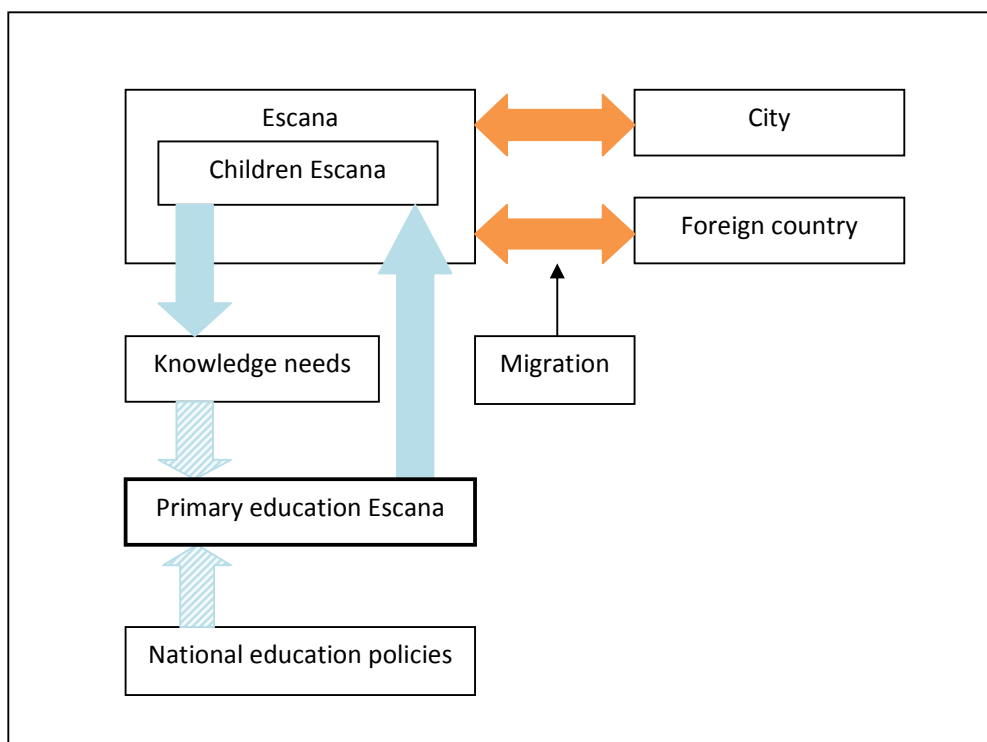 Escana
City
Children Escana
Foreign country
Knowledge needs
Migration
Primary education Escana
National education policies